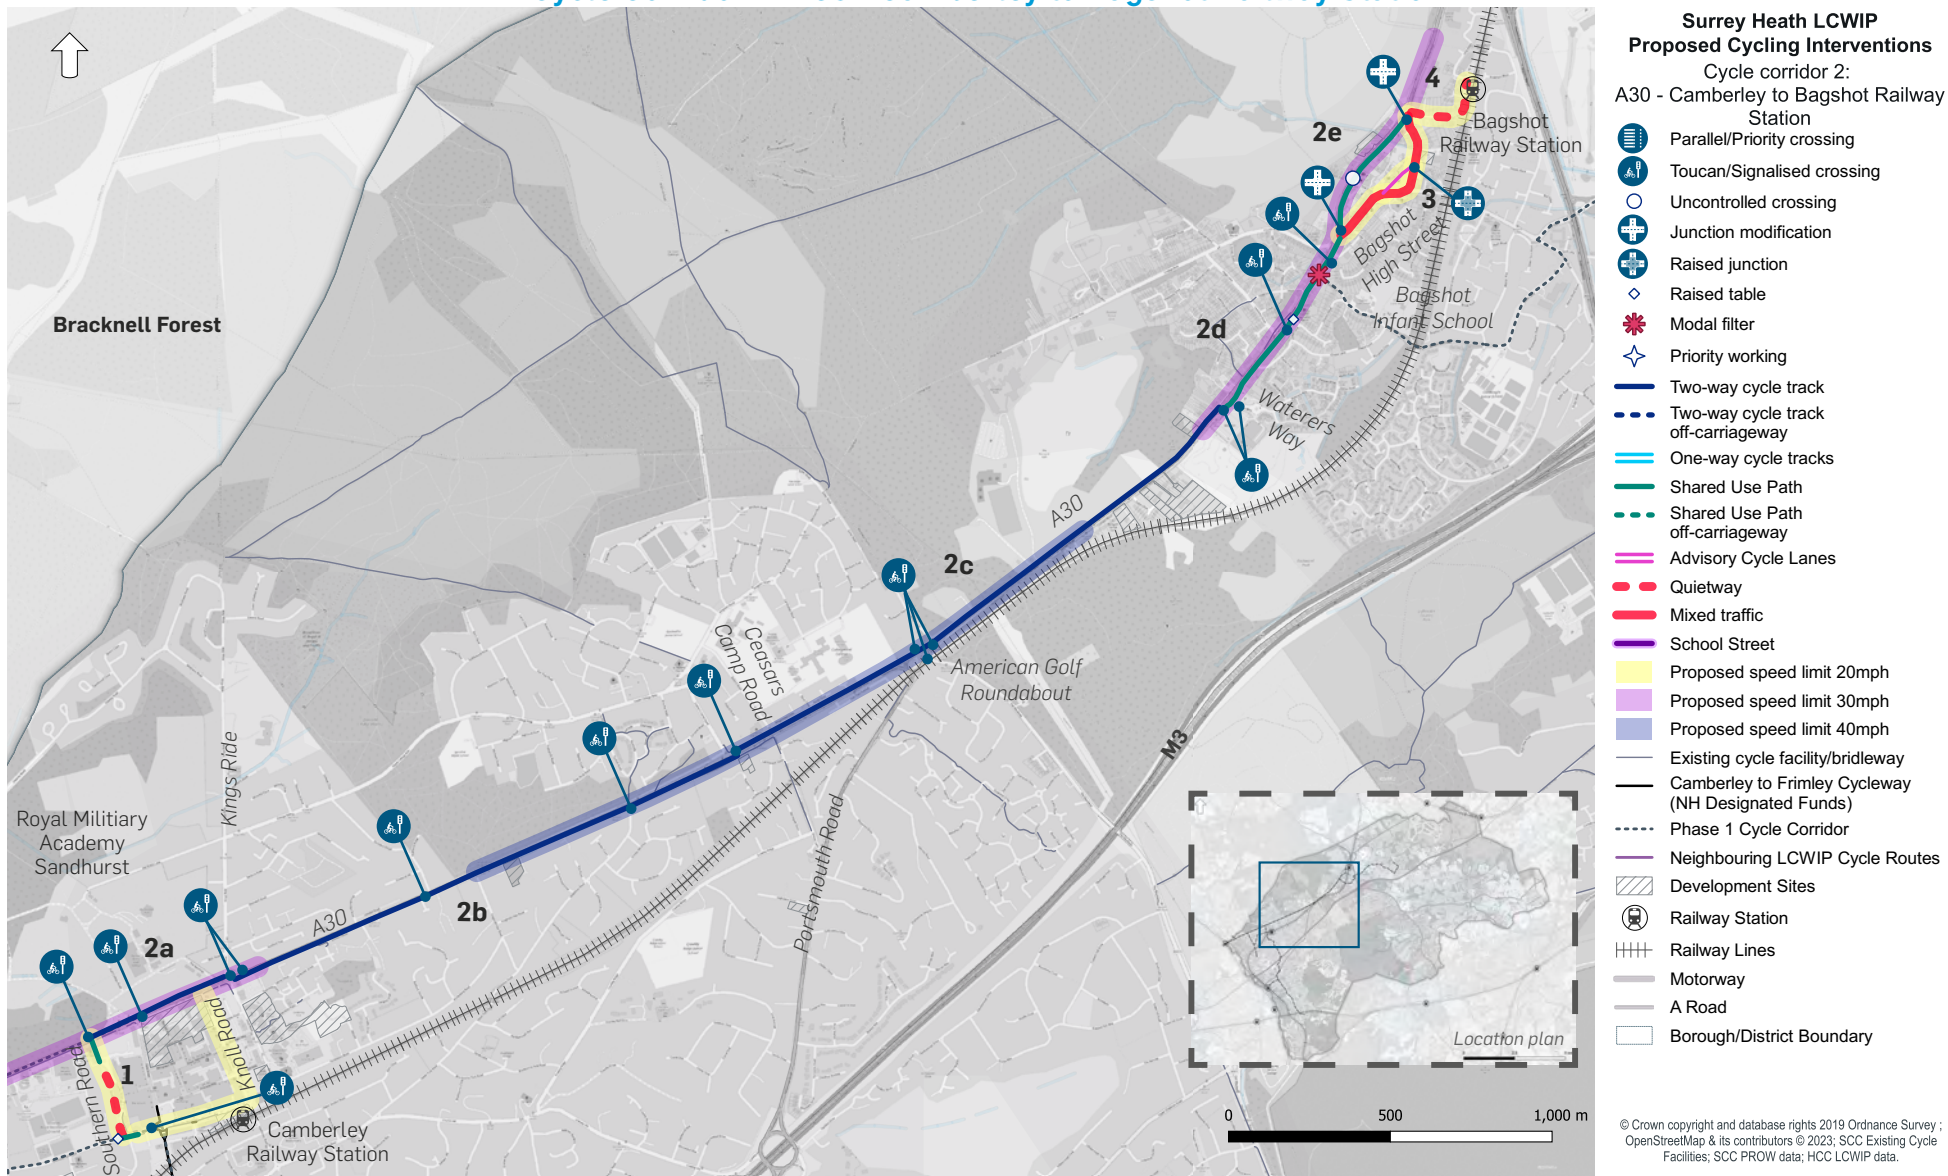 Surrey Heath LCWIP
Proposed Cycling Interventions
Cycle corridor 2:
A30 - Camberley to Bagshot Railway
Station
Parallel/Priority crossing
Toucan/Signalised crossing
Uncontrolled crossing
Junction modification
Raised junction
Raised table
Modal filter
Priority working
Two-way cycle track
Two-way cycle track
off-carriageway
One-way cycle tracks
Shared Use Path
Shared Use Path
off-carriageway
Advisory Cycle Lanes
Quietway
Mixed traffic
School Street
Proposed speed limit 20mph
Proposed speed limit 30mph
Proposed speed limit 40mph
Existing cycle facility/bridleway
Camberley to Frimley Cycleway
(NH Designated Funds)
Phase 1 Cycle Corridor
Neighbouring LCWIP Cycle Routes
Development Sites
Railway Station
Railway Lines
Motorway
A Road
Borough/District Boundary
© Crown copyright and database rights 2019 Ordnance Survey ;
OpenStreetMap & its contributors © 2023; SCC Existing Cycle
Facilities; SCC PROW data; HCC LCWIP data.
4
2e
Bagshot
Railway Station
3
Bagshot
High Street
Bagshot
Infant School
2d
Bracknell Forest
Waterers
Way
A30
2c
Ceasars
Camp Road
American Golf
Roundabout
M3
Kings Ride
Royal Militiary
Academy
Sandhurst
Portsmouth Road
2b
A30
2a
Knoll Road
1
Southern Road
Camberley
Railway Station
Location plan
0 500 1,000 m